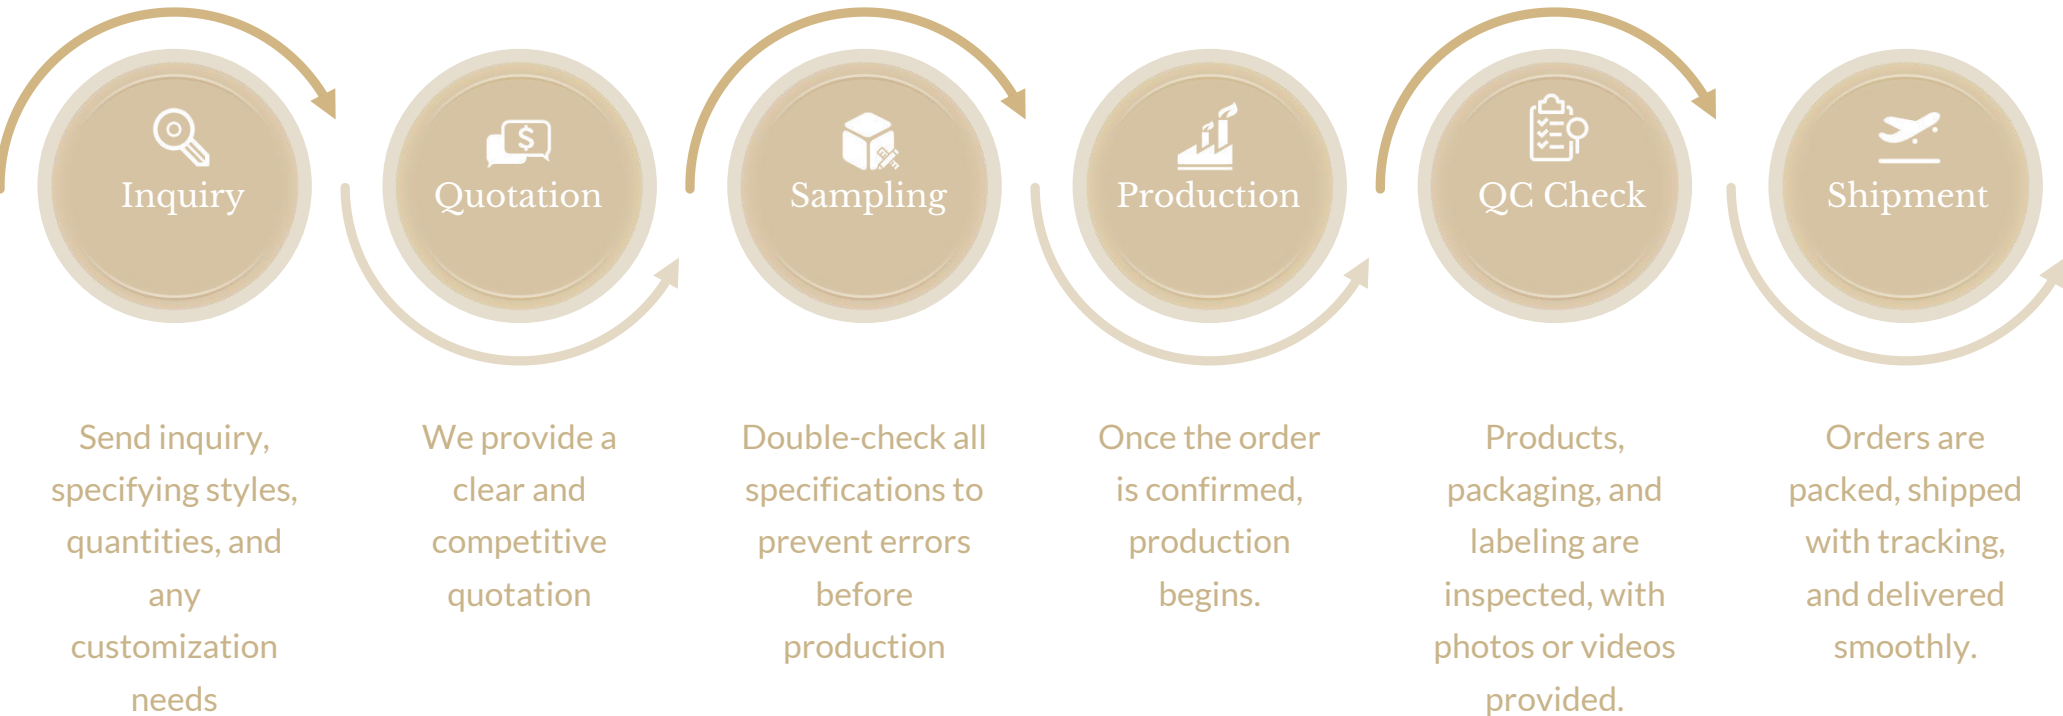 Inquiry
Quotation
Sampling
Production
QC Check
Shipment
Send inquiry,
specifying styles,
quantities, and
any
customization
needs
We provide a
clear and
competitive
quotation
Double-check all
specifications to
prevent errors
before
production
Once the order
is confirmed,
production
begins.
Products,
packaging, and
labeling are
inspected, with
photos or videos
provided.
Orders are
packed, shipped
with tracking,
and delivered
smoothly.